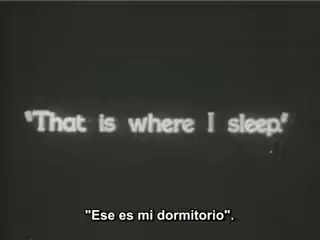 "That is where I sleep."
"Ese es mi dormitorio".